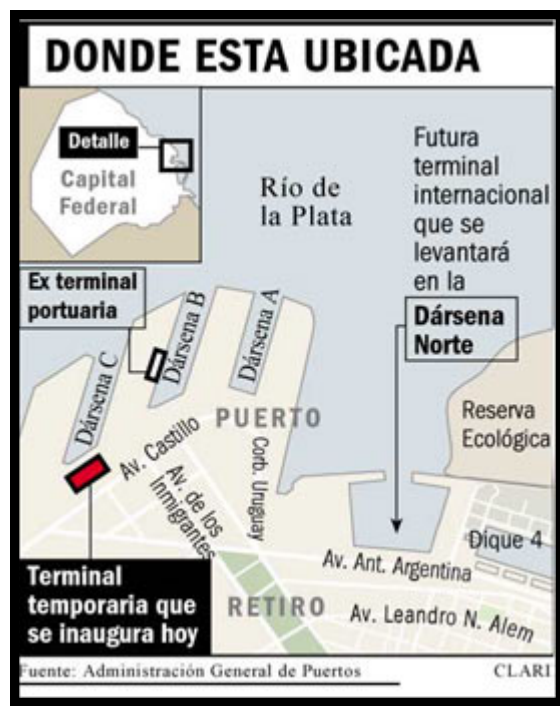 DONDE ESTA UBICADA
Detalle
Capital
Federal
Río de
la Plata
Futura
terminal
internacional
que se
levantará
en la
Dársena
Norte
Ex terminal
portuaria
Dársena C
Dársena B
Dársena A
PUERTO
Reserva
Ecológica
Av. Castillo
Av. de los
Inmigrantes
Corb. Uruguay
Dique 4
Av. Ant. Argentina
Terminal
temporaria que
se inaugura hoy
RETIRO
Av. Leandro N. Alem
Fuente: Administración General de Puertos
CLARI